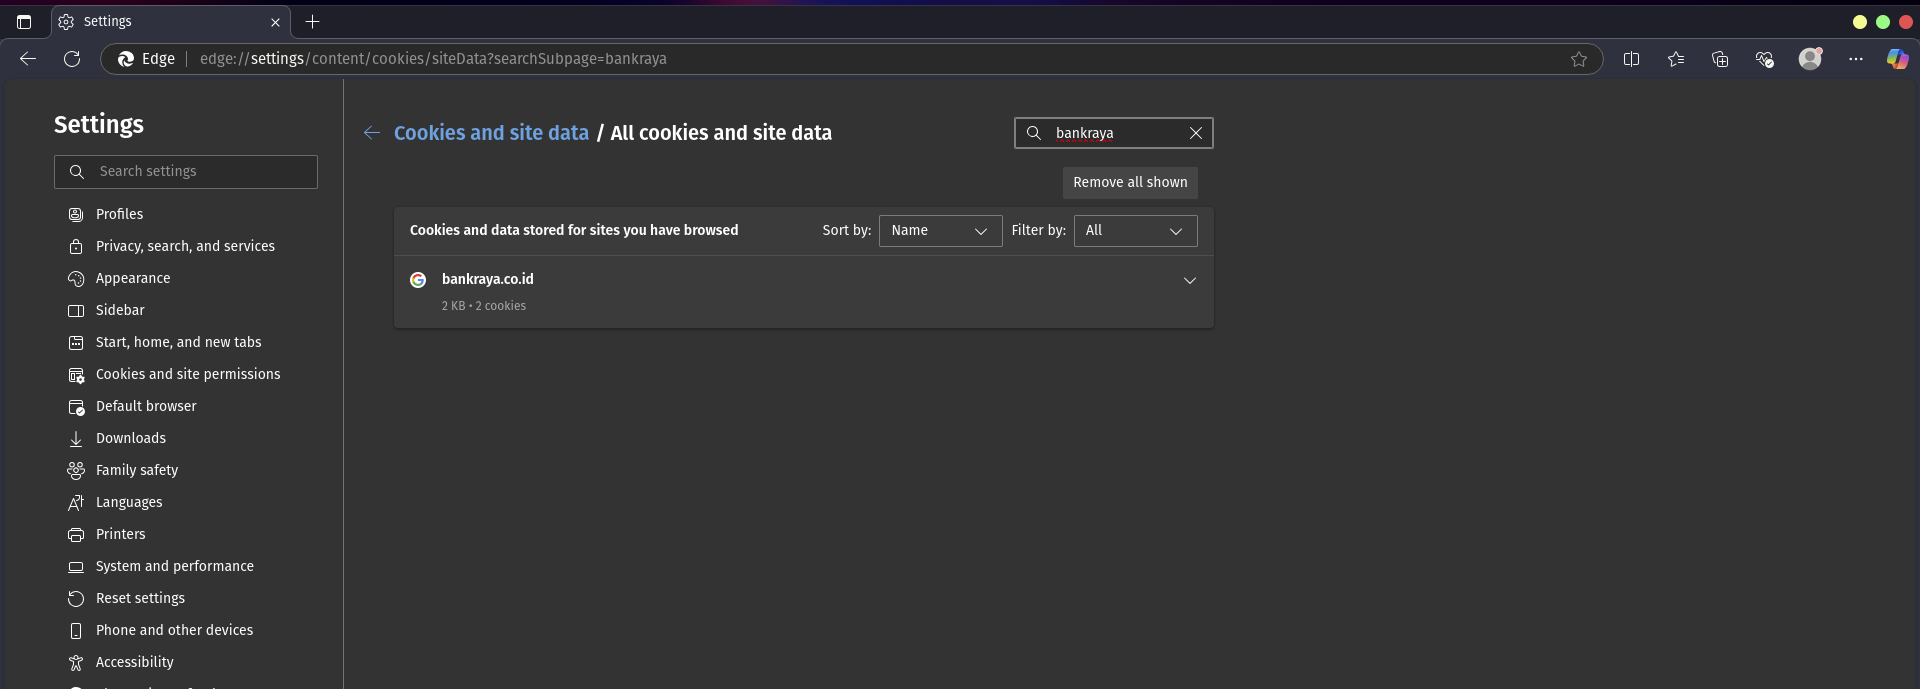 Settings
Edge
edge://settings/content/cookies/siteData?searchSubpage=bankraya
Settings
Search settings
Profiles
Privacy, search, and services
Appearance
Sidebar
Start, home, and new tabs
Cookies and site permissions
Default browser
Downloads
Family safety
Languages
Printers
System and performance
Reset settings
Phone and other devices
Accessibility
Cookies and site data / All cookies and site data
bankraya
Remove all shown
Cookies and data stored for sites you have browsed
Sort by: Name
Filter by: All
bankraya.co.id
2 KB • 2 cookies